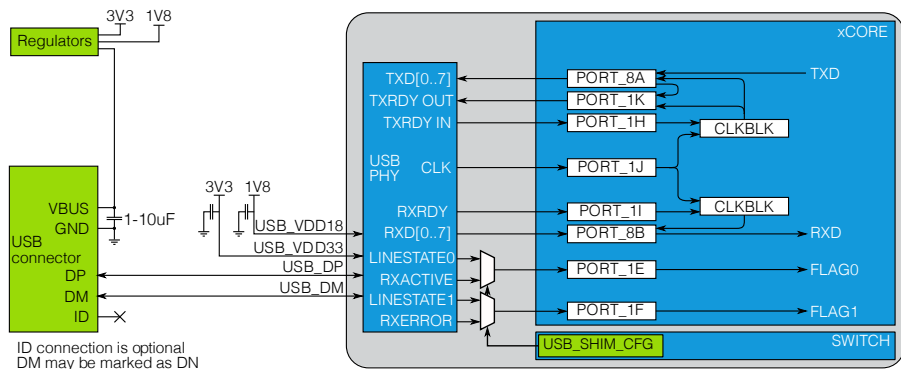 3V3 1V8
Regulators
xCORE
TXD[0..7] PORT_8A TXD
TXRDY OUT PORT_1K
TXRDY IN PORT_1H CLKBLK
USB PHY CLK PORT_1J
3V3 1V8
VBUS
1-10uF
GND
USB connector
DP
DM
ID
USB_VDD18
USB_VDD33
USB_DP
USB_DM
RXRDY PORT_1I CLKBLK
RXD[0..7] PORT_8B RXD
LINESTATE0
RXACTIVE PORT_1E FLAG0
LINESTATE1
RXERROR PORT_1F FLAG1
USB_SHIM_CFG SWITCH
ID connection is optional
DM may be marked as DN